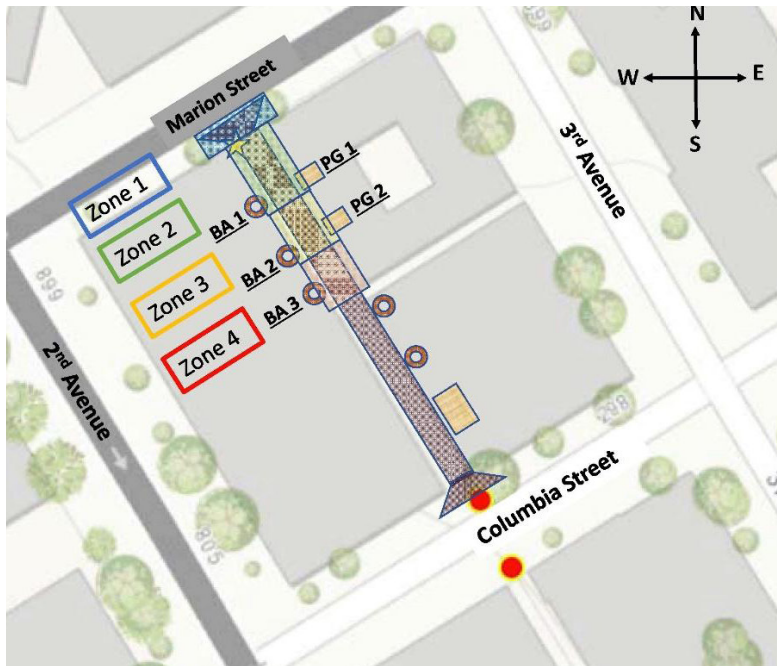 N
W E
S
Marion Street
3rd Avenue
PG 1
PG 2
Zone 1
Zone 2
Zone 3
Zone 4
BA 1
BA 2
BA 3
899
2nd Avenue
805
298
Columbia Street